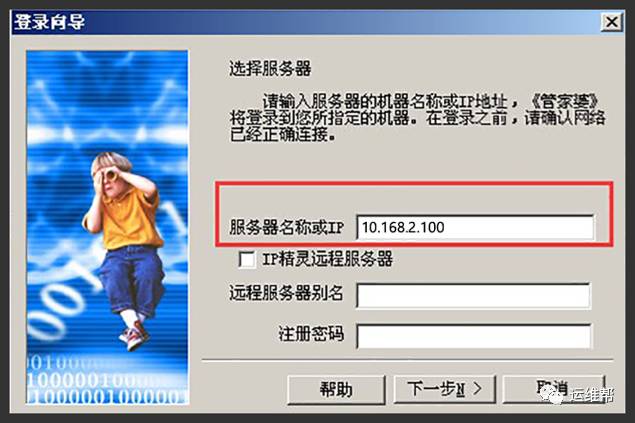 登录向导
选择服务器
请输入服务器的机器名称或IP地址，《管家婆》
将登录到您所指定的机器。在登录之前，请确认网络
已经正确连接。
服务器名称或IP
10.168.2.100
IP精灵远程服务器
远程服务器别名
注册密码
001
0010000
10000010000
100000100000
帮助
下一步N >
取消
运维帮